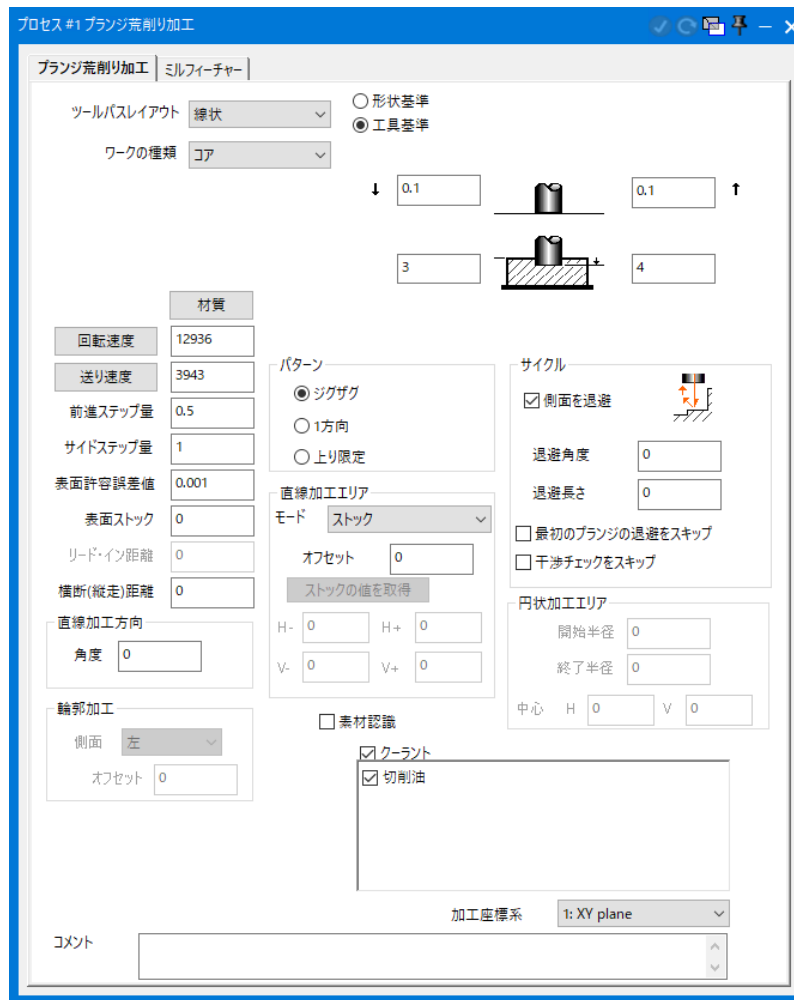 プロセス #1 プランジ荒削り加工
プランジ荒削り加工 ミルフィーチャー
ツールパスレイアウト 線状
形状基準
工具基準
ワークの種類 コア
↓ 0.1 0.1 ↑
3 4
材質
回転速度 12936
送り速度 3943
前進ステップ量 0.5
サイドステップ量 1
表面許容誤差値 0.001
表面ストック 0
リード・イン距離 0
横断(縦走)距離 0
直線加工方向
角度 0
輪郭加工
側面 左
オフセット 0
パターン
ジグザグ
1方向
上り限定
直線加工エリア
モード ストック
オフセット 0
ストックの値を取得
H- 0 H+ 0
V- 0 V+ 0
サイクル
側面を退避
退避角度 0
退避長さ 0
最初のプランジの退避をスキップ
干渉チェックをスキップ
円状加工エリア
開始半径 0
終了半径 0
中心 H 0 V 0
素材認識
クーラント
切削油
加工座標系 1: XY plane
コメント